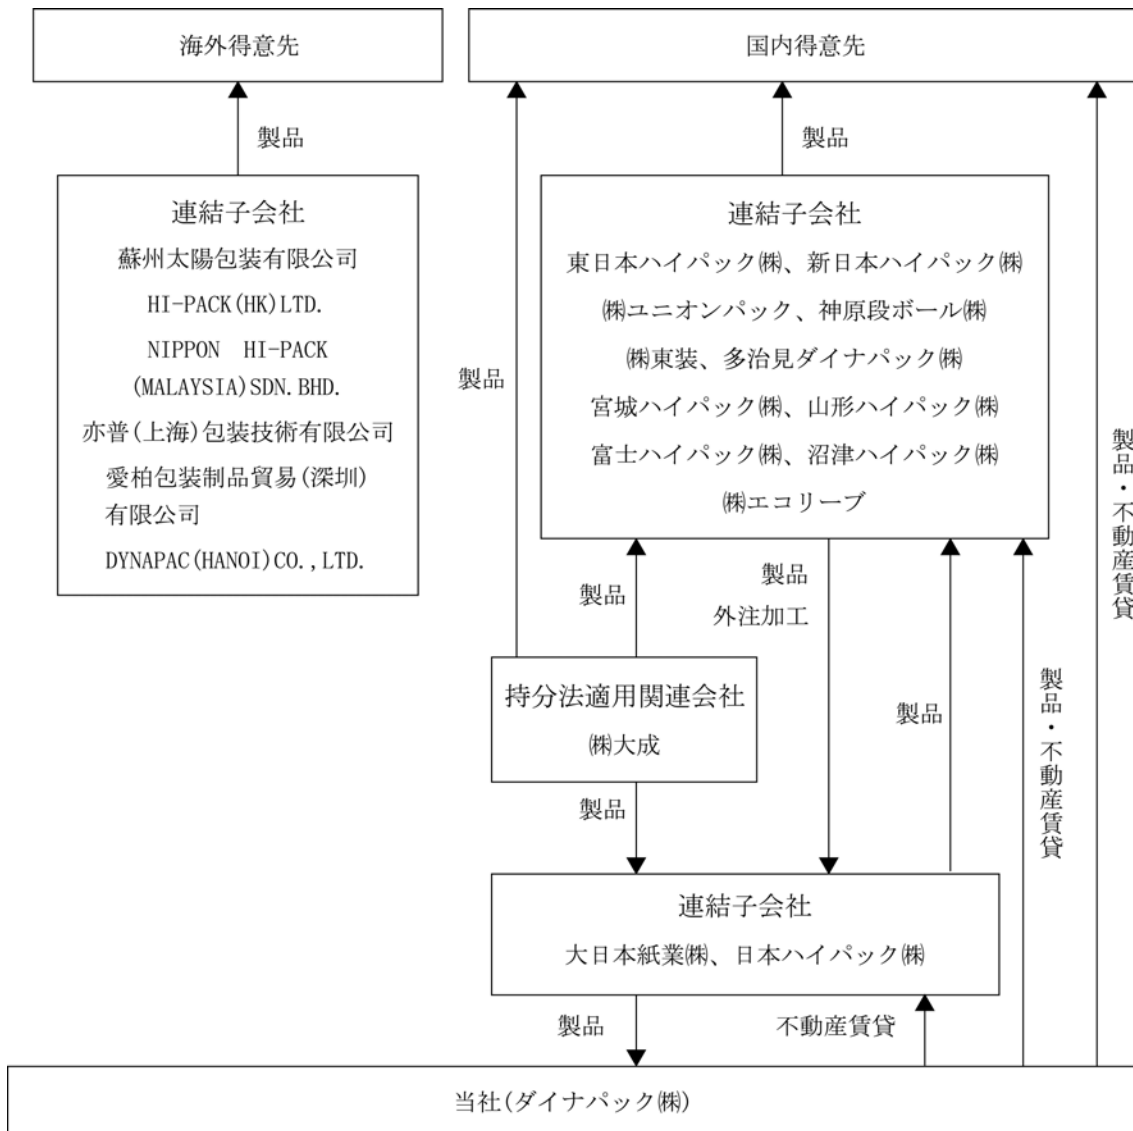 海外得意先
国内得意先
製品
製品
連結子会社
蘇州太陽包装有限公司
HI-PACK(HK)LTD.
NIPPON HI-PACK
(MALAYSIA)SDN.BHD.
亦普(上海)包装技術有限公司
愛柏包装制品貿易(深圳)
有限公司
DYNAPAC(HANOI)CO.,LTD.
製品
連結子会社
東日本ハイパック㈱、新日本ハイパック㈱
㈱ユニオンパック、神原段ボール㈱
㈱東装、多治見ダイナパック㈱
宮城ハイパック㈱、山形ハイパック㈱
富士ハイパック㈱、沼津ハイパック㈱
㈱エコリーブ
製品・不動産賃貸
製品
製品
外注加工
製品
製品・不動産賃貸
持分法適用関連会社
㈱大成
製品
連結子会社
大日本紙業㈱、日本ハイパック㈱
製品
不動産賃貸
当社(ダイナパック㈱)